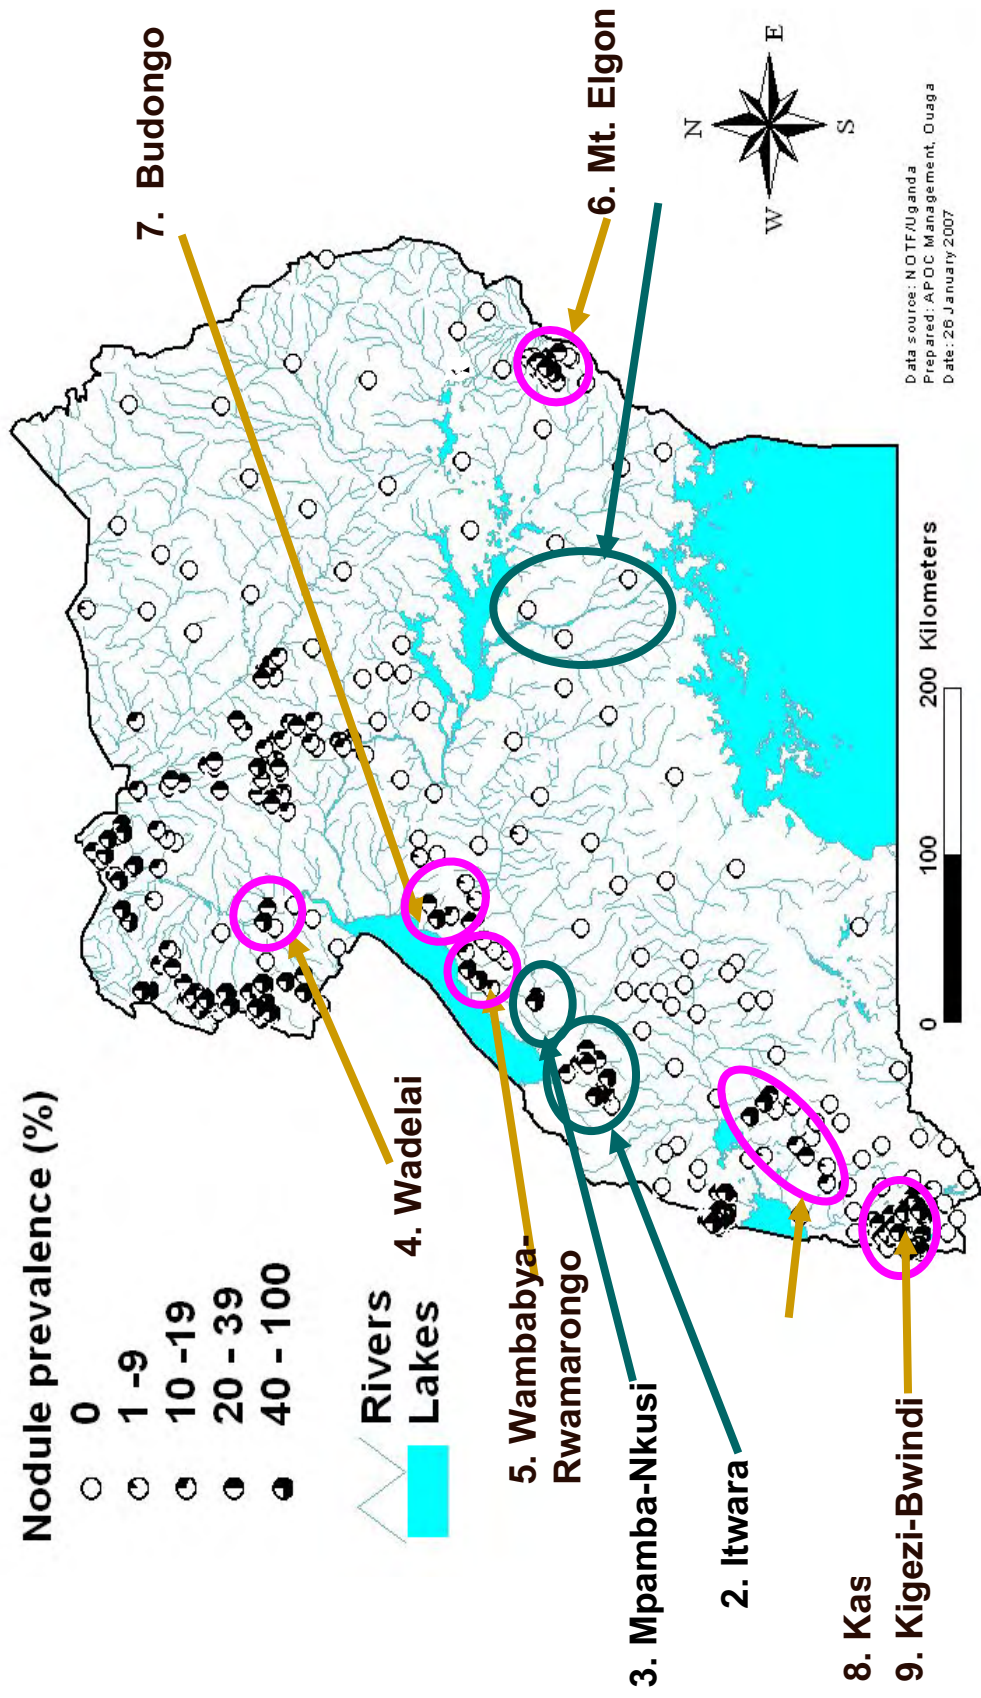 Nodule prevalence (%)
0
1 -9
10 -19
20 - 39
40 - 100
Rivers
Lakes
7. Budongo
6. Mt. Elgon
4. Wadelai
5. Wambabya-
Rwamarongo
3. Mpamba-Nkusi
2. Itwara
8. Kas
9. Kigezi-Bwindi
N
W
E
S
0 100 200 Kilometers
Data source: NOTF/Uganda
Prepared: APOC Management, Ouaga
Date: 26 January 2007